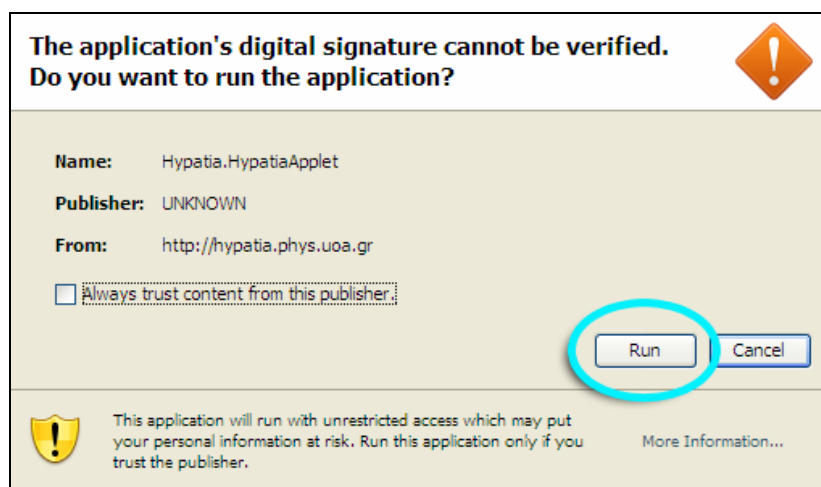 The application's digital signature cannot be verified.
Do you want to run the application?
Name: Hypatia.HypatiaApplet
Publisher: UNKNOWN
From: http://hypatia.phys.uoa.gr
Always trust content from this publisher.
Run Cancel
This application will run with unrestricted access which may put
your personal information at risk. Run this application only if you
trust the publisher.
More Information...